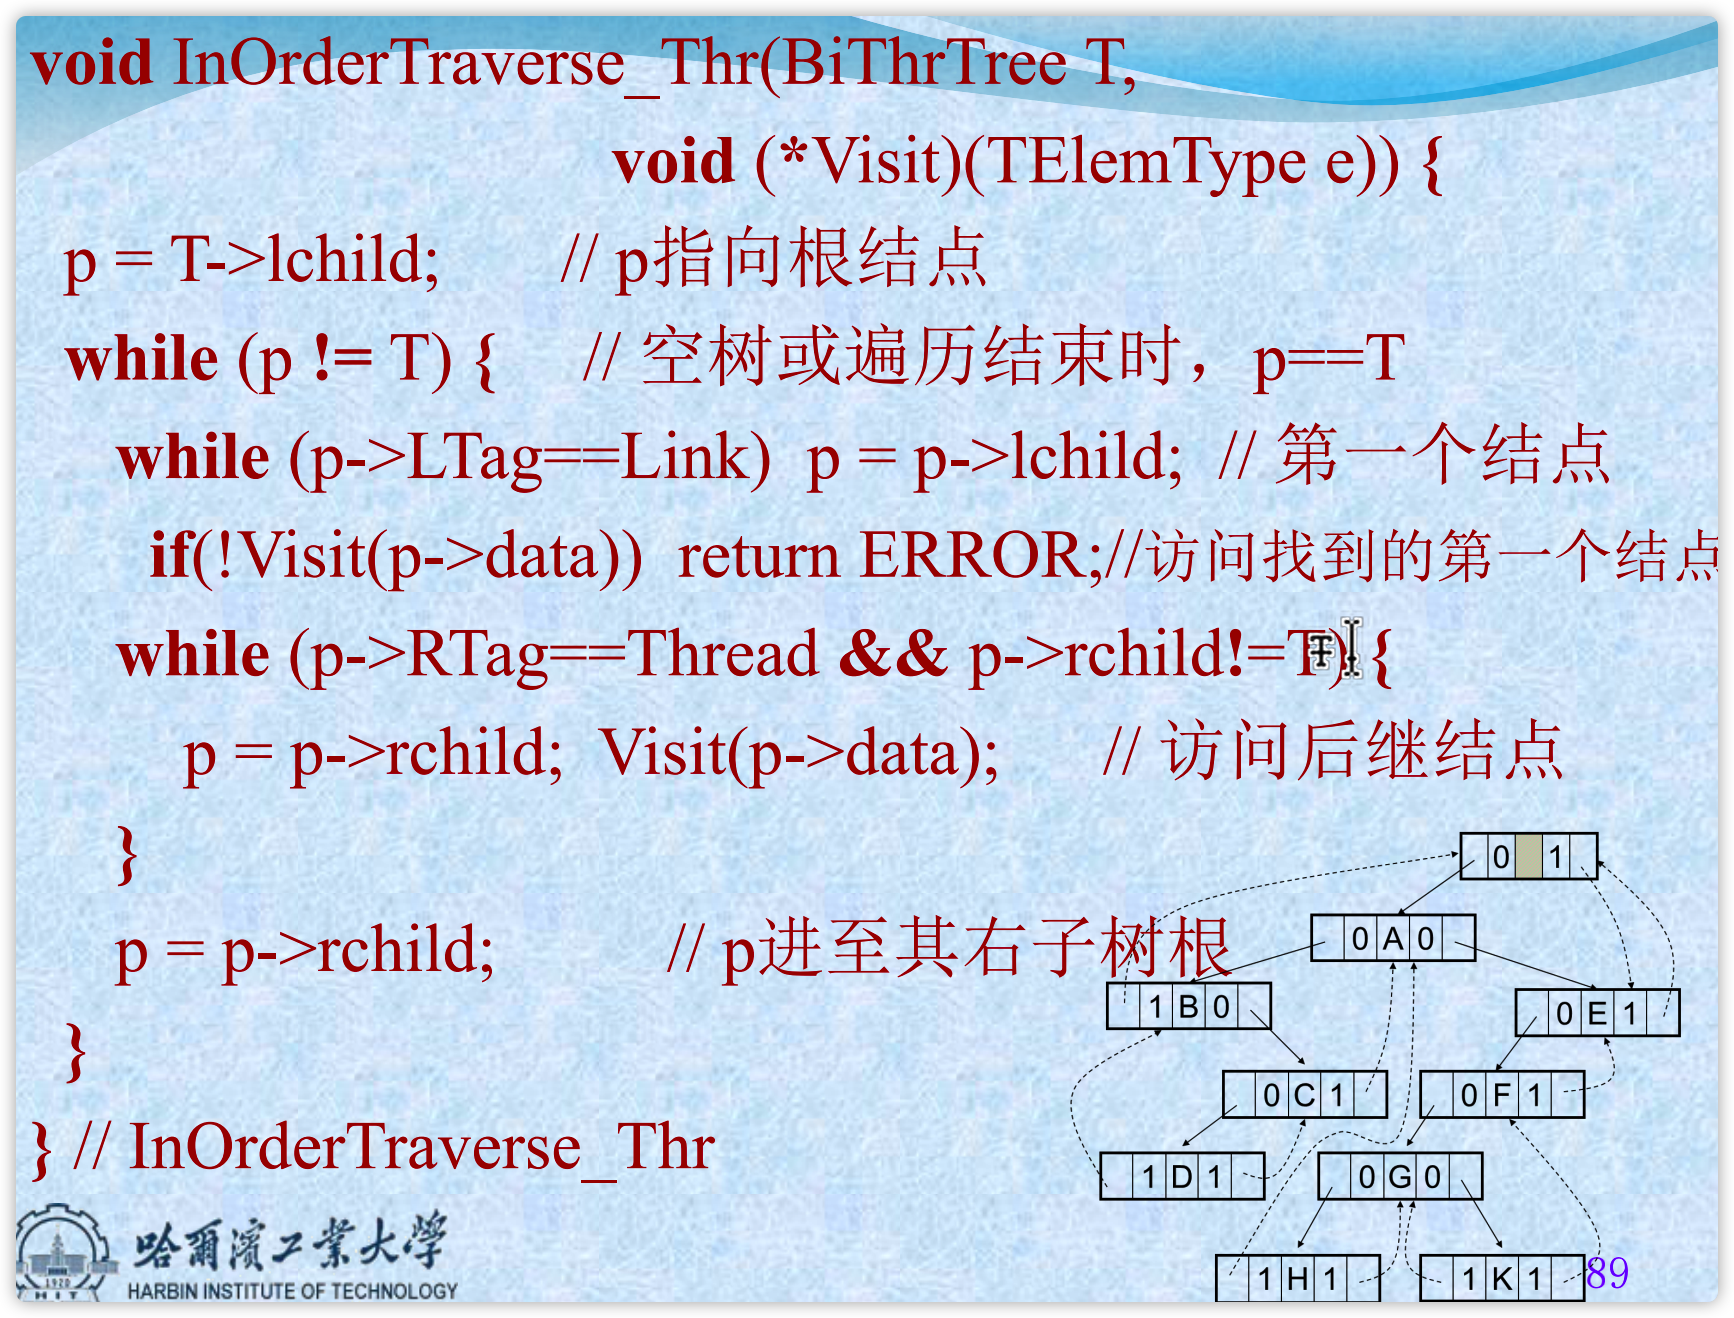 void InOrderTraverse_Thr(BiThrTree T,
void (*Visit)(TElemType e)) {
p = T->lchild; // p指向根结点
while (p != T) { // 空树或遍历结束时，p==T
while (p->LTag==Link) p = p->lchild; // 第一个结点
if(!Visit(p->data)) return ERROR;//访问找到的第一个结点
while (p->RTag==Thread && p->rchild!=T) {
p = p->rchild; Visit(p->data); // 访问后继结点
}
p = p->rchild; // p进至其右子树根
}
} // InOrderTraverse_Thr
0 1
0 A 0
1 B 0
0 E 1
0 C 1
0 F 1
1 D 1
0 G 0
1 H 1
1 K 1
89
哈爾濱工業大學
HARBIN INSTITUTE OF TECHNOLOGY
1920
HIT